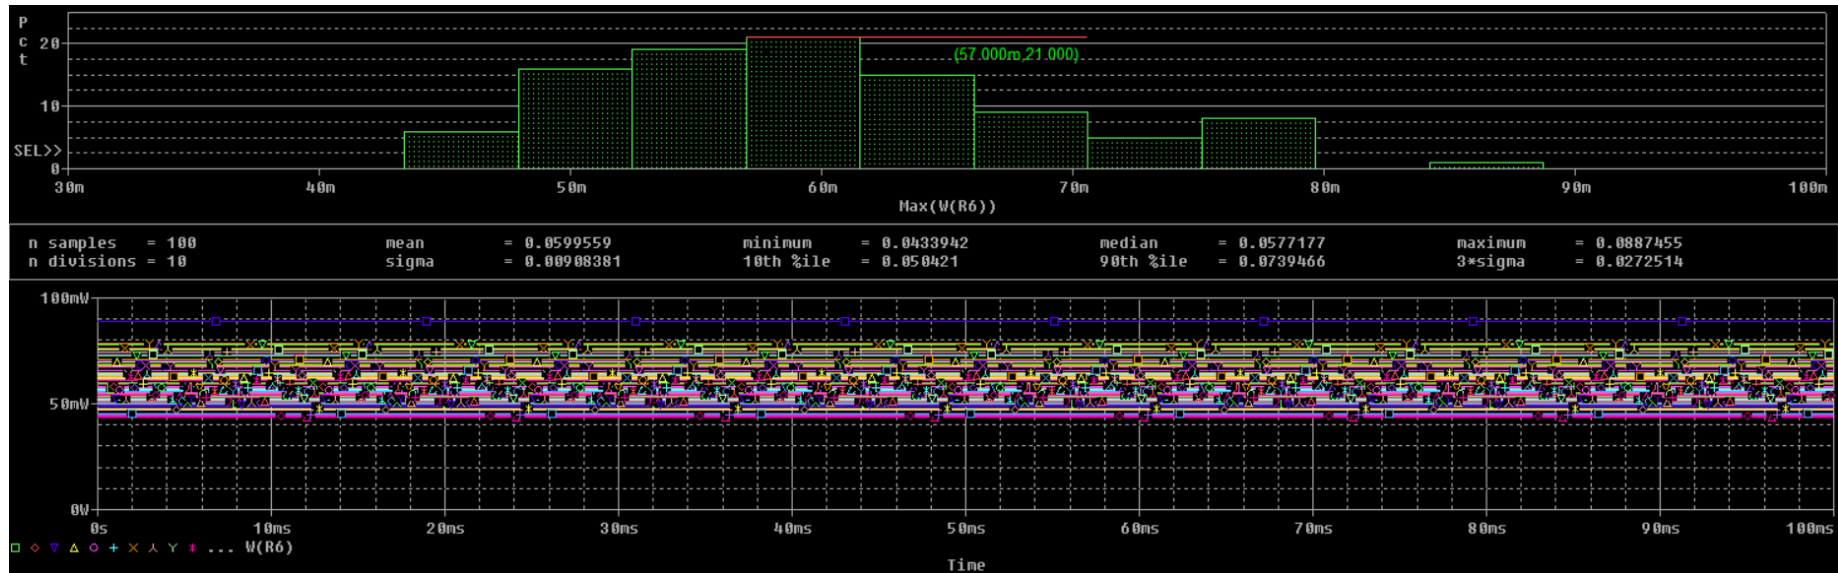 Pct
20
(57.000m,21.000)
10
SEL>>
0
30m 40m 50m 60m 70m 80m 90m 100m
Max(W(R6))
n samples = 100 mean = 0.0599559 minimum = 0.0433942 median = 0.0577177 maximum = 0.0887455
n divisions = 10 sigma = 0.00908381 10th %ile = 0.050421 90th %ile = 0.0739466 3*sigma = 0.0272514
100mW
50mW
0W
0s 10ms 20ms 30ms 40ms 50ms 60ms 70ms 80ms 90ms 100ms
... W(R6)
Time